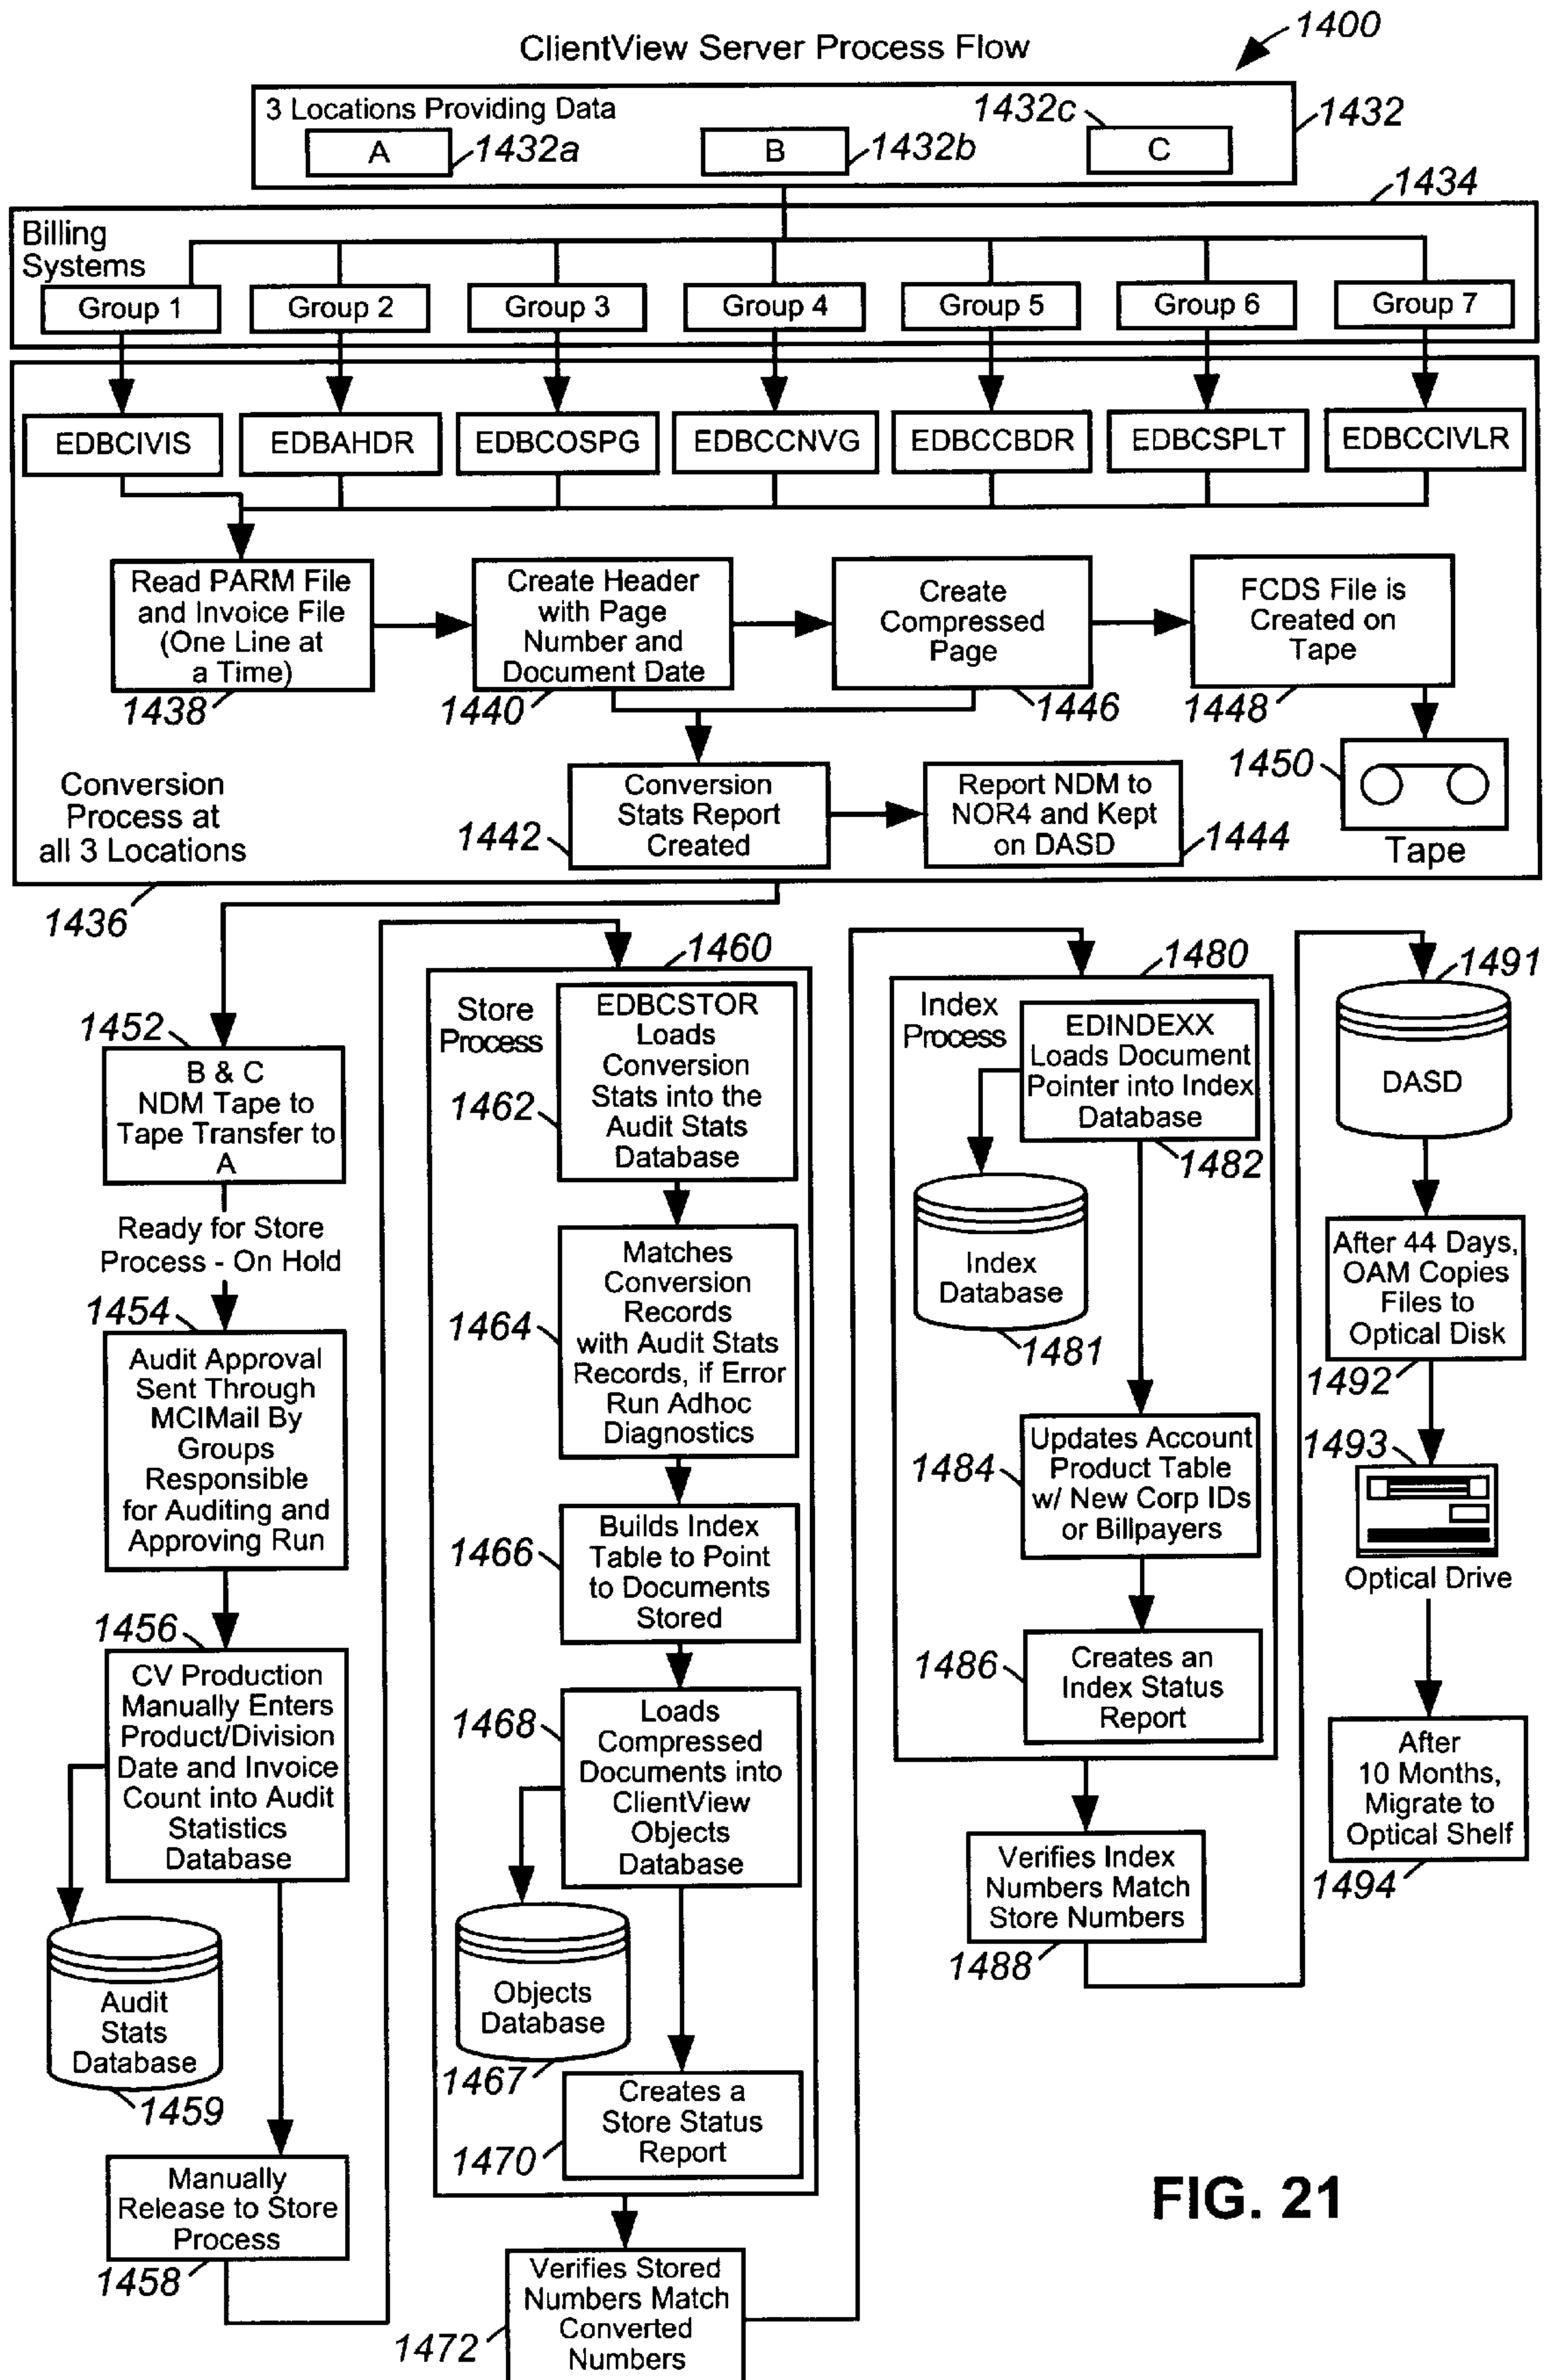 ClientView Server Process Flow
1400
3 Locations Providing Data
1432c
1432
A
1432a
B
1432b
C
1434
Billing
Systems
Group 1
Group 2
Group 3
Group 4
Group 5
Group 6
Group 7
EDBCIVIS
EDBAHDR
EDBCOSPG
EDBCCNVG
EDBCCBDR
EDBCSPLT
EDBCCIVLR
Read PARM File
and Invoice File
(One Line at
a Time)
1438
Create Header
with Page
Number and
Document Date
1440
Create
Compressed
Page
1446
FCDS File is
Created on
Tape
1448
1450
Tape
Conversion
Process at
all 3 Locations
1436
1442
Conversion
Stats Report
Created
Report NDM to
NOR4 and Kept
on DASD
1444
1452
B & C
NDM Tape to
Tape Transfer to
A
Ready for Store
Process - On Hold
1454
Audit Approval
Sent Through
MCIMail By
Groups
Responsible
for Auditing and
Approving Run
1456
CV Production
Manually Enters
Product/Division
Date and Invoice
Count into Audit
Statistics
Database
Audit
Stats
Database
1459
Manually
Release to Store
Process
1458
1460
Store
Process
EDBCSTOR
Loads
Conversion
Stats into the
Audit Stats
Database
1462
Matches
Conversion
Records
with Audit Stats
Records, if Error
Run Adhoc
Diagnostics
1464
Builds Index
Table to Point
to Documents
Stored
1466
Loads
Compressed
Documents into
ClientView
Objects
Database
1468
Objects
Database
1467
Creates a
Store Status
Report
1470
Verifies Stored
Numbers Match
Converted
Numbers
1472
1480
Index
Process
EDINDEXX
Loads Document
Pointer into Index
Database
1482
Index
Database
1481
Updates Account
Product Table
w/ New Corp IDs
or Billpayers
1484
Creates an
Index Status
Report
1486
Verifies Index
Numbers Match
Store Numbers
1488
1491
DASD
After 44 Days,
OAM Copies
Files to
Optical Disk
1492
1493
Optical Drive
After
10 Months,
Migrate to
Optical Shelf
1494
FIG. 21